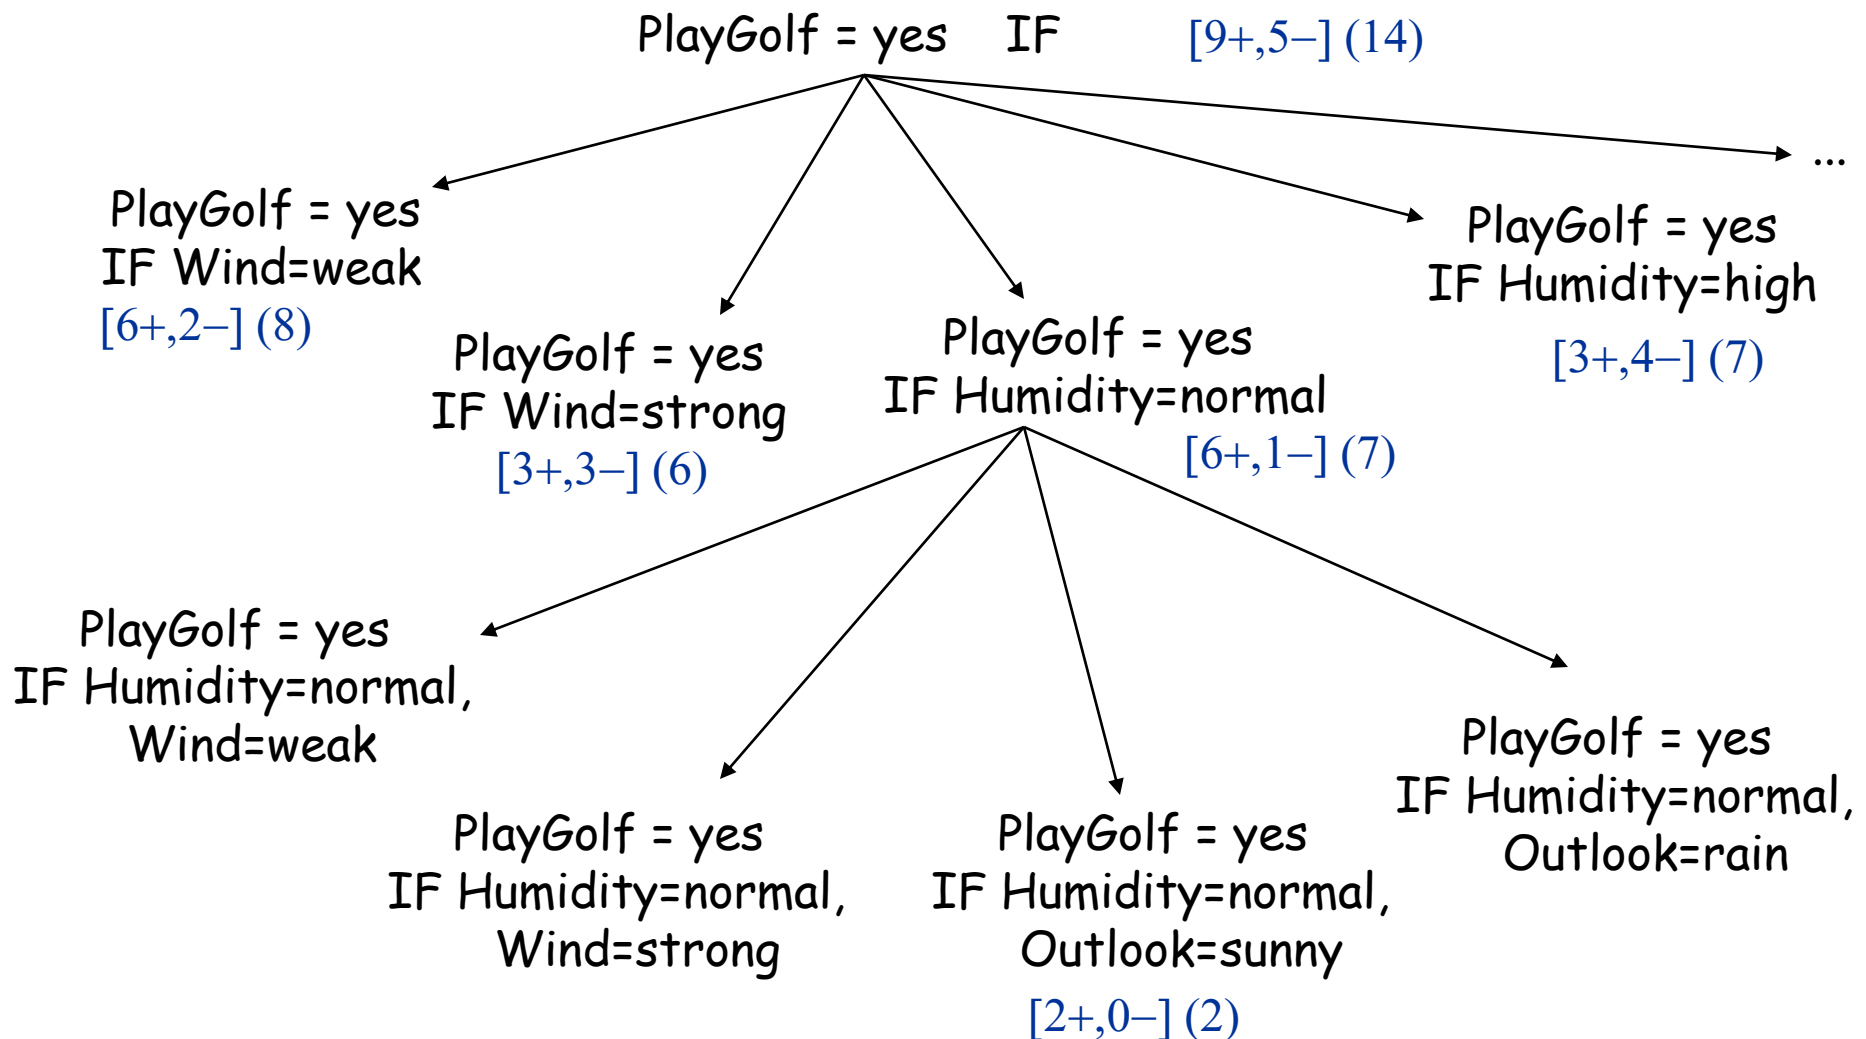 PlayGolf = yes IF [9+,5−] (14)
...
PlayGolf = yes
IF Wind=weak
[6+,2−] (8)
PlayGolf = yes
IF Wind=strong
[3+,3−] (6)
PlayGolf = yes
IF Humidity=normal
[6+,1−] (7)
PlayGolf = yes
IF Humidity=high
[3+,4−] (7)
PlayGolf = yes
IF Humidity=normal,
Wind=weak
PlayGolf = yes
IF Humidity=normal,
Wind=strong
PlayGolf = yes
IF Humidity=normal,
Outlook=sunny
[2+,0−] (2)
PlayGolf = yes
IF Humidity=normal,
Outlook=rain